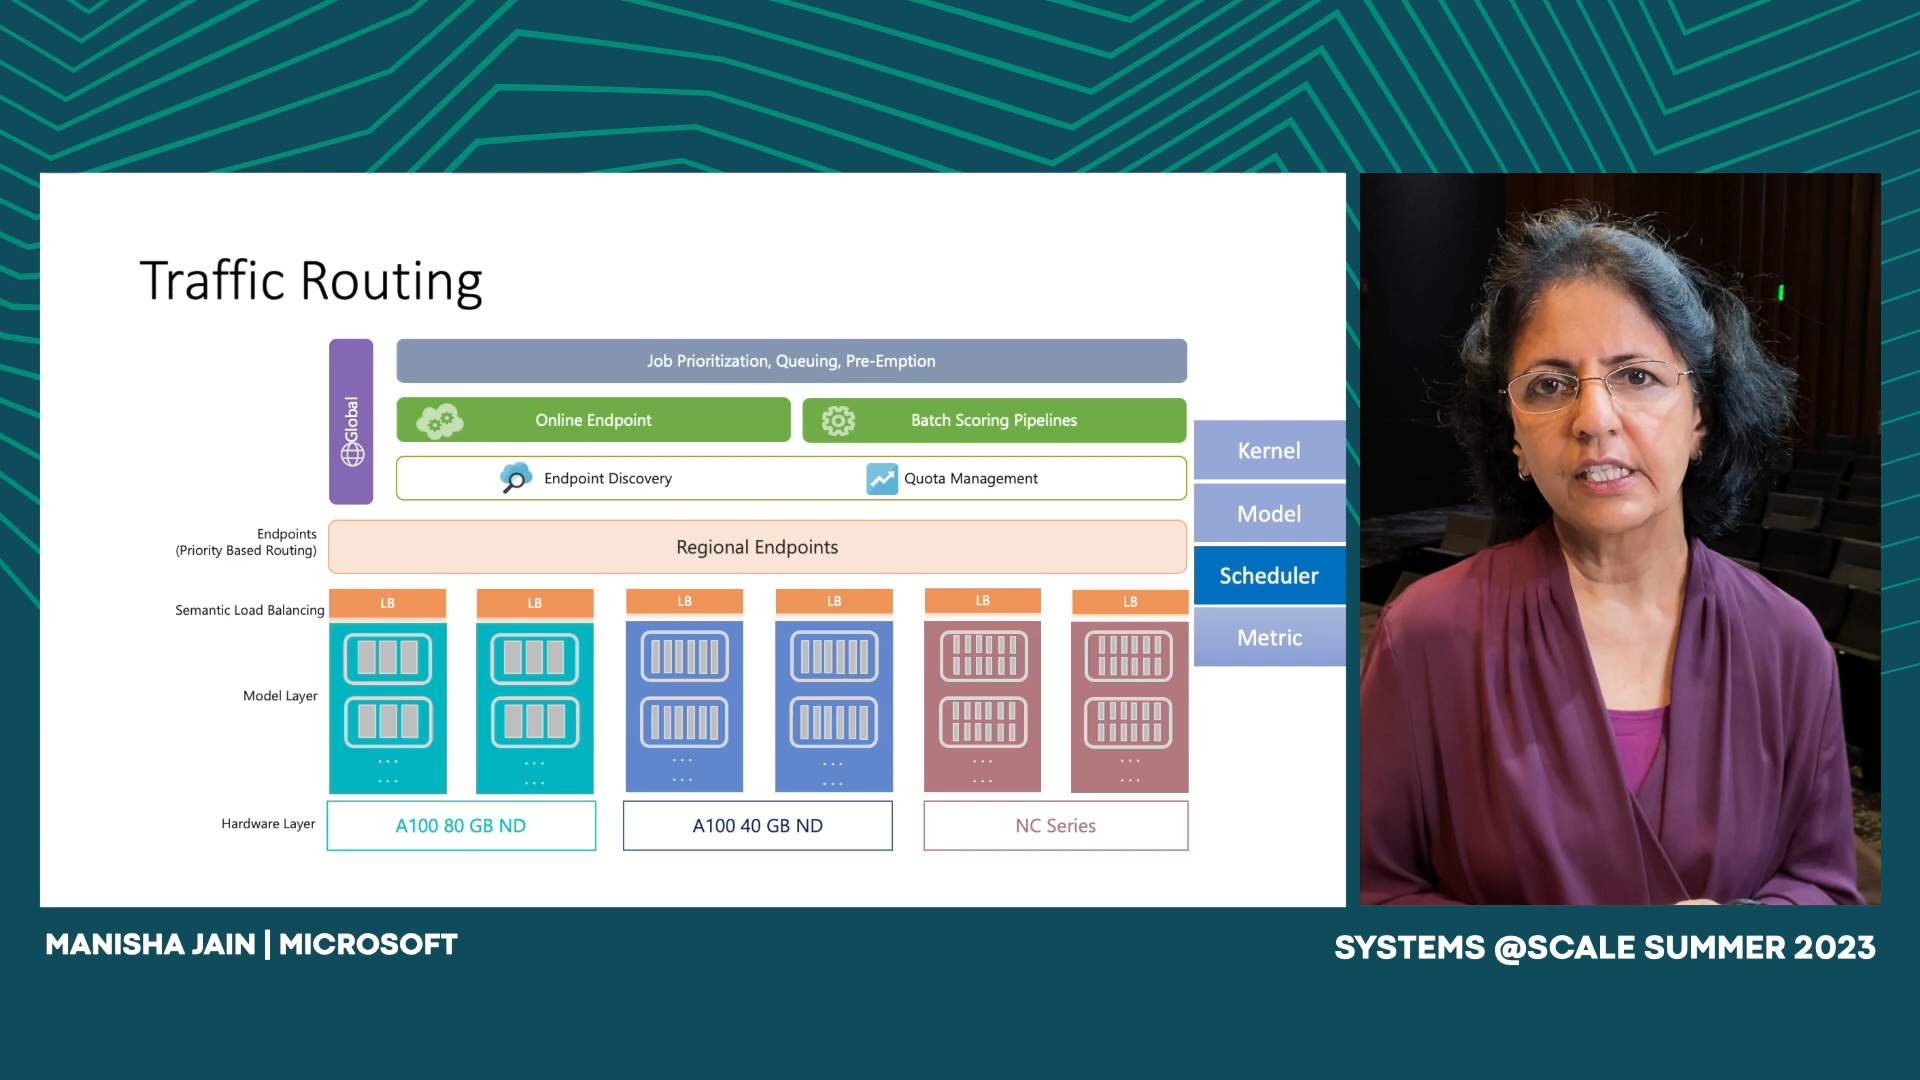 Traffic Routing
Global
Job Prioritization, Queuing, Pre-Emption
Online Endpoint
Batch Scoring Pipelines
Endpoint Discovery
Quota Management
Endpoints
(Priority Based Routing)
Regional Endpoints
Semantic Load Balancing
LB
LB
LB
LB
LB
LB
Model Layer
...
...
...
...
...
...
...
...
...
...
...
...
Hardware Layer
A100 80 GB ND
A100 40 GB ND
NC Series
Kernel
Model
Scheduler
Metric
MANISHA JAIN | MICROSOFT
SYSTEMS @SCALE SUMMER 2023